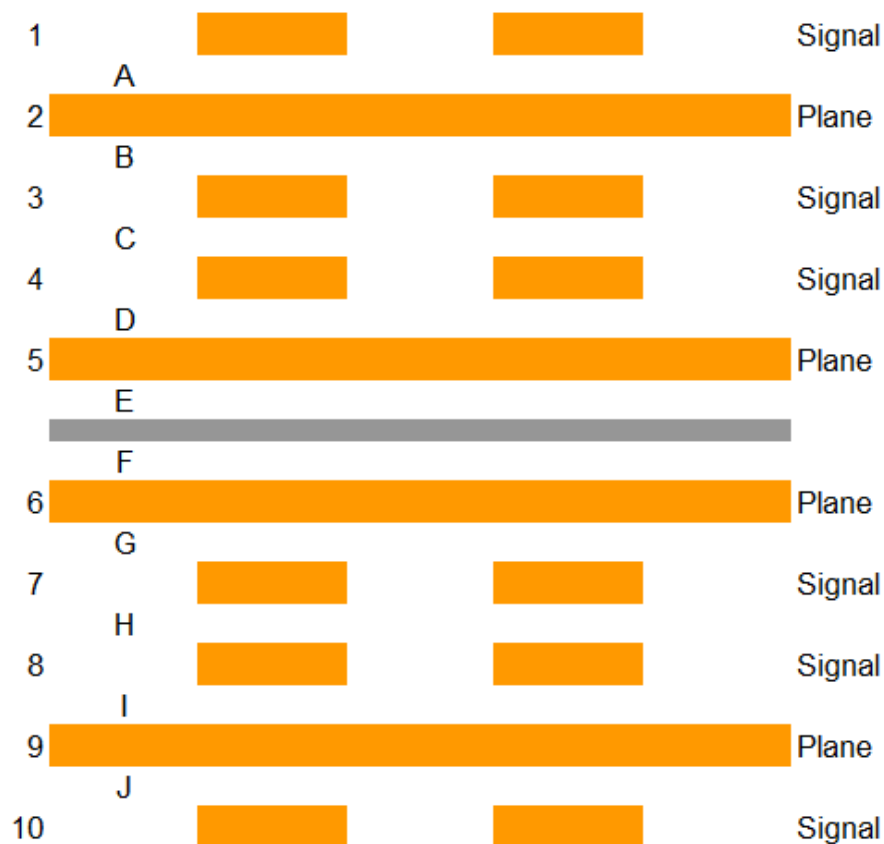 1 Signal
A
2 Plane
B
3 Signal
C
4 Signal
D
5 Plane
E
F
6 Plane
G
7 Signal
H
8 Signal
I
9 Plane
J
10 Signal